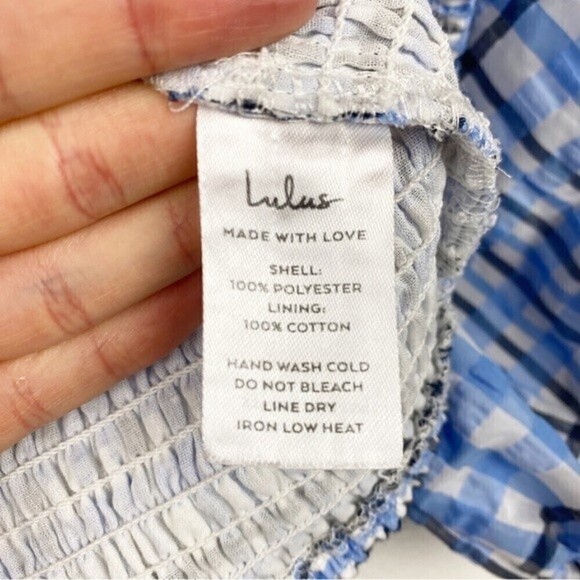 Lulus
MADE WITH LOVE
SHELL:
100% POLYESTER
LINING:
100% COTTON
HAND WASH COLD
DO NOT BLEACH
LINE DRY
IRON LOW HEAT